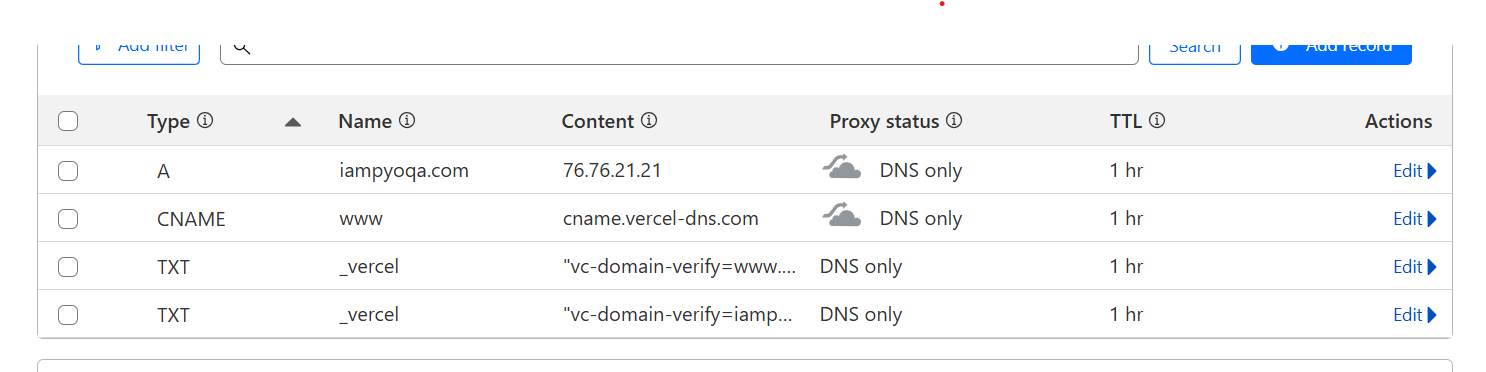 Add filter Search Add record
Type Name Content Proxy status TTL Actions
A iampyoqa.com 76.76.21.21 DNS only 1 hr Edit
CNAME www cname.vercel-dns.com DNS only 1 hr Edit
TXT _vercel "vc-domain-verify=www.... DNS only 1 hr Edit
TXT _vercel "vc-domain-verify=iamp... DNS only 1 hr Edit